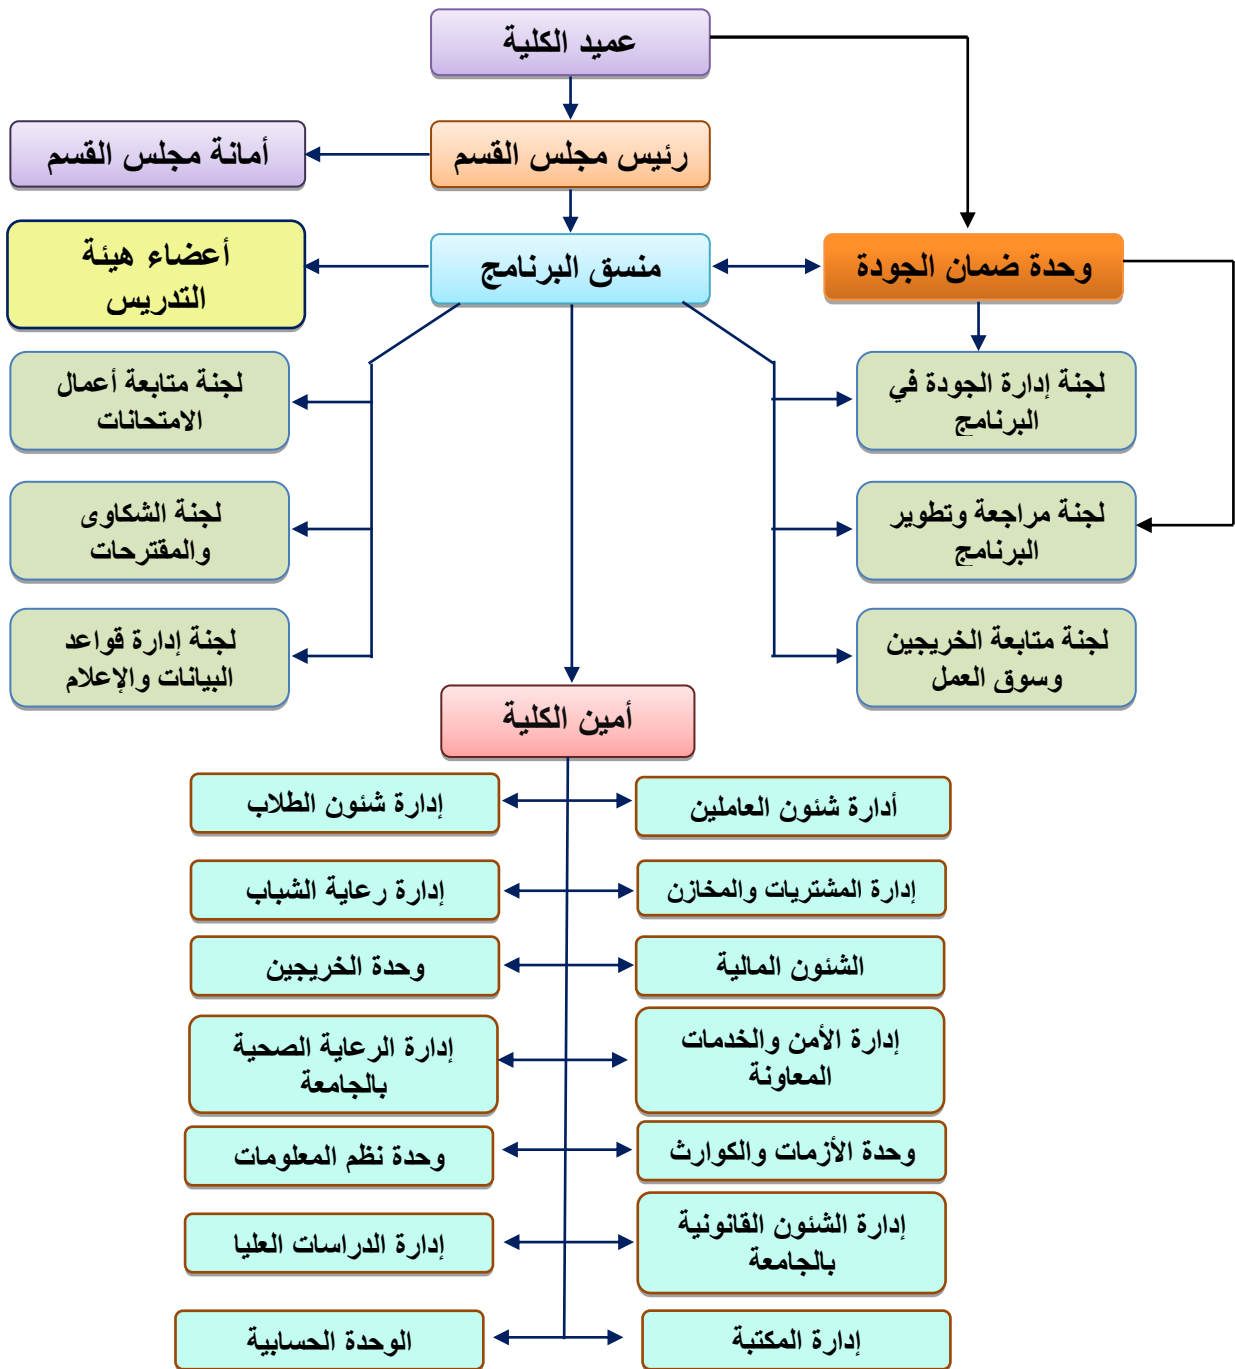 عميد الكلية
رئيس مجلس القسم
أمانة مجلس القسم
وحدة ضمان الجودة
منسق البرنامج
أعضاء هيئة
التدريس
لجنة إدارة الجودة في
البرنامج
لجنة متابعة أعمال
الامتحانات
لجنة مراجعة وتطوير
البرنامج
لجنة الشكاوى
والمقترحات
لجنة متابعة الخريجين
وسوق العمل
لجنة إدارة قواعد
البيانات والإعلام
أمين الكلية
أدارة شئون العاملين
إدارة شئون الطلاب
إدارة المشتريات والمخازن
إدارة رعاية الشباب
الشئون المالية
وحدة الخريجين
إدارة الأمن والخدمات
المعاونة
إدارة الرعاية الصحية
بالجامعة
وحدة الأزمات والكوارث
وحدة نظم المعلومات
إدارة الشئون القانونية
بالجامعة
إدارة الدراسات العليا
إدارة المكتبة
الوحدة الحسابية